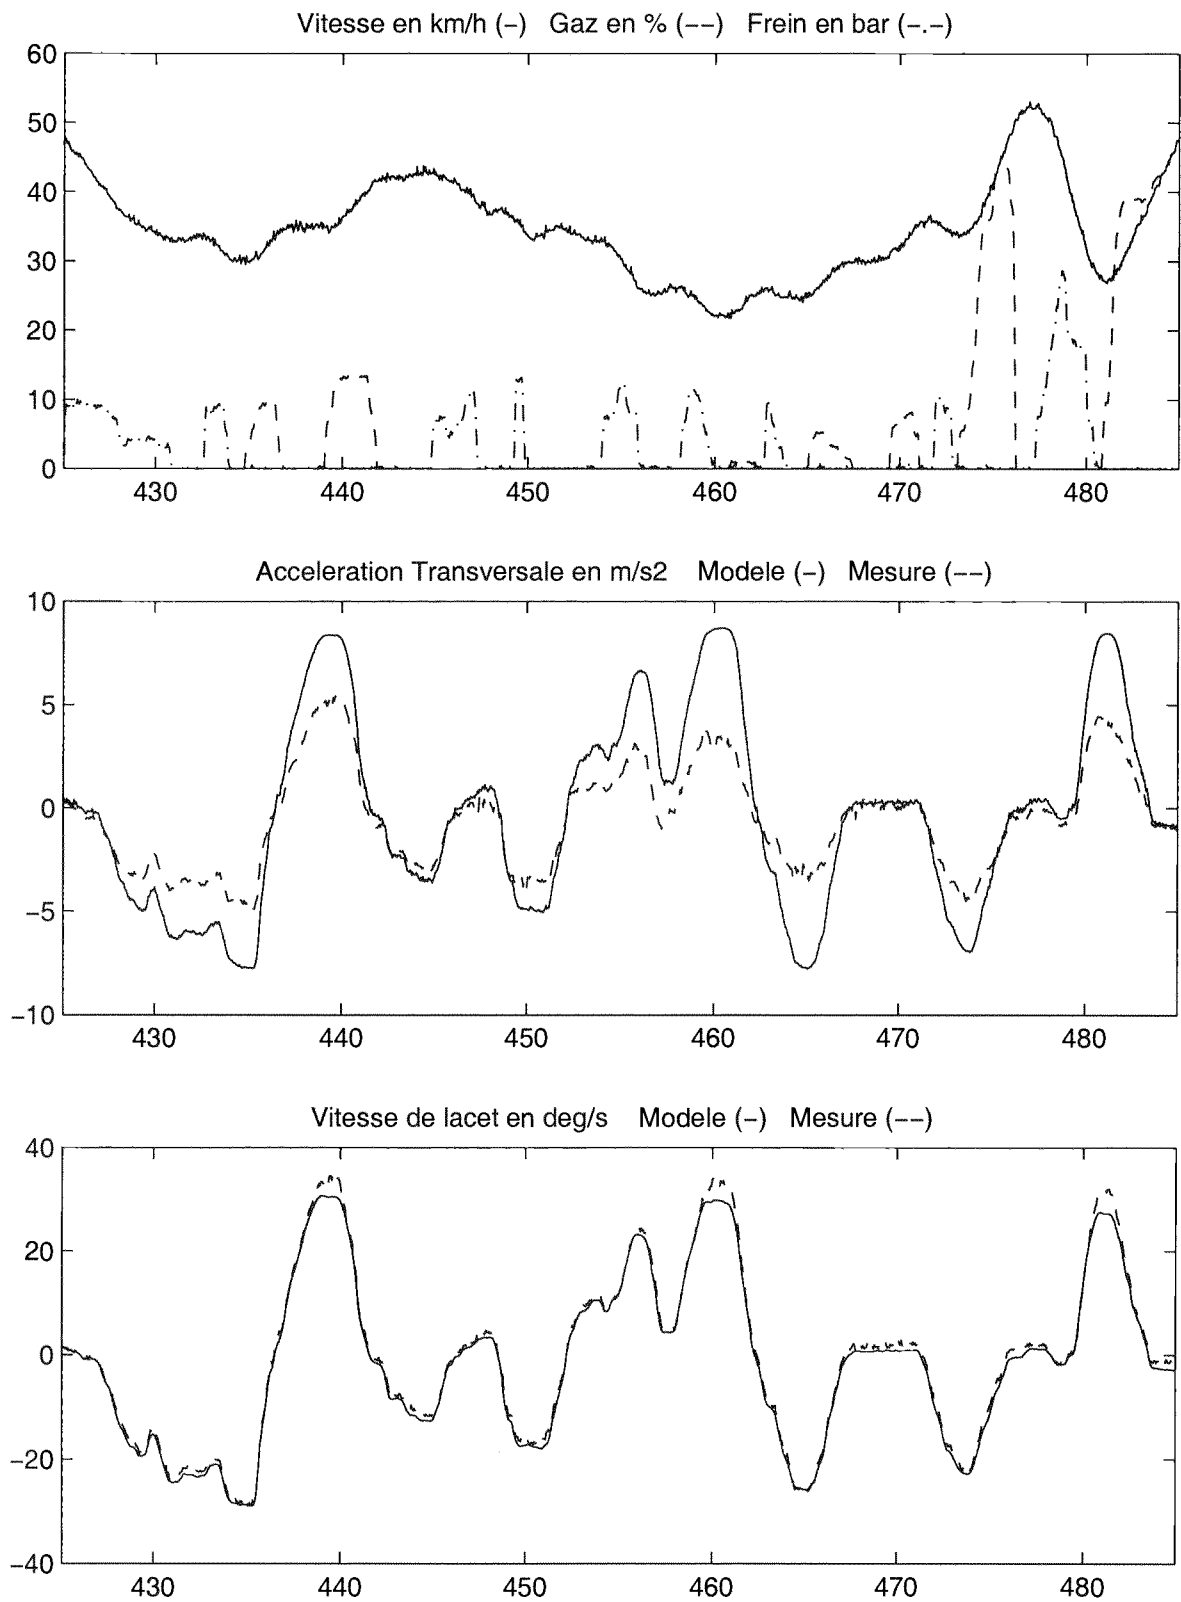 Vitesse en km/h (-) Gaz en % (--) Frein en bar (-.-)
60
50
40
30
20
10
0
430 440 450 460 470 480
Acceleration Transversale en m/s2 Modele (-) Mesure (--)
10
5
0
-5
-10
430 440 450 460 470 480
Vitesse de lacet en deg/s Modele (-) Mesure (--)
40
20
0
-20
-40
430 440 450 460 470 480